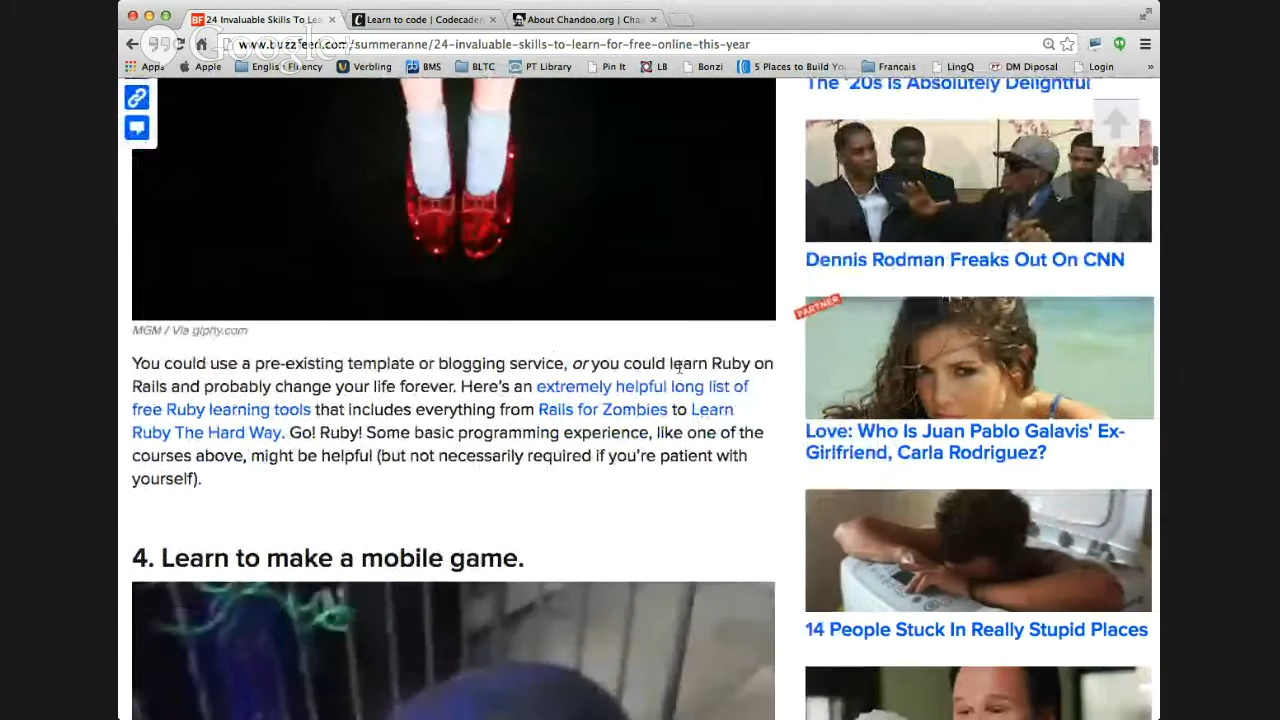 24 Invaluable Skills To Le
Learn to code | Codecade
About Chandoo.org | Cha
Google
www.buzzfeed.com/summeranne/24-invaluable-skills-to-learn-for-free-online-this-year
Apps
Apple
English Fluency
Verbling
BMS
BLTC
PT Library
Pin It
LB
Bonzi
5 Places to Build Yo
Francais
LingQ
DM Disposal
Login
The '20s Is Absolutely Delightful
Dennis Rodman Freaks Out On CNN
PARTNER
MGM / Via giphy.com
You could use a pre-existing template or blogging service, or you could learn Ruby on
Rails and probably change your life forever. Here's an extremely helpful long list of
free Ruby learning tools that includes everything from Rails for Zombies to Learn
Ruby The Hard Way. Go! Ruby! Some basic programming experience, like one of the
courses above, might be helpful (but not necessarily required if you're patient with
yourself).
Love: Who Is Juan Pablo Galavis' Ex-
Girlfriend, Carla Rodriguez?
4. Learn to make a mobile game.
14 People Stuck In Really Stupid Places